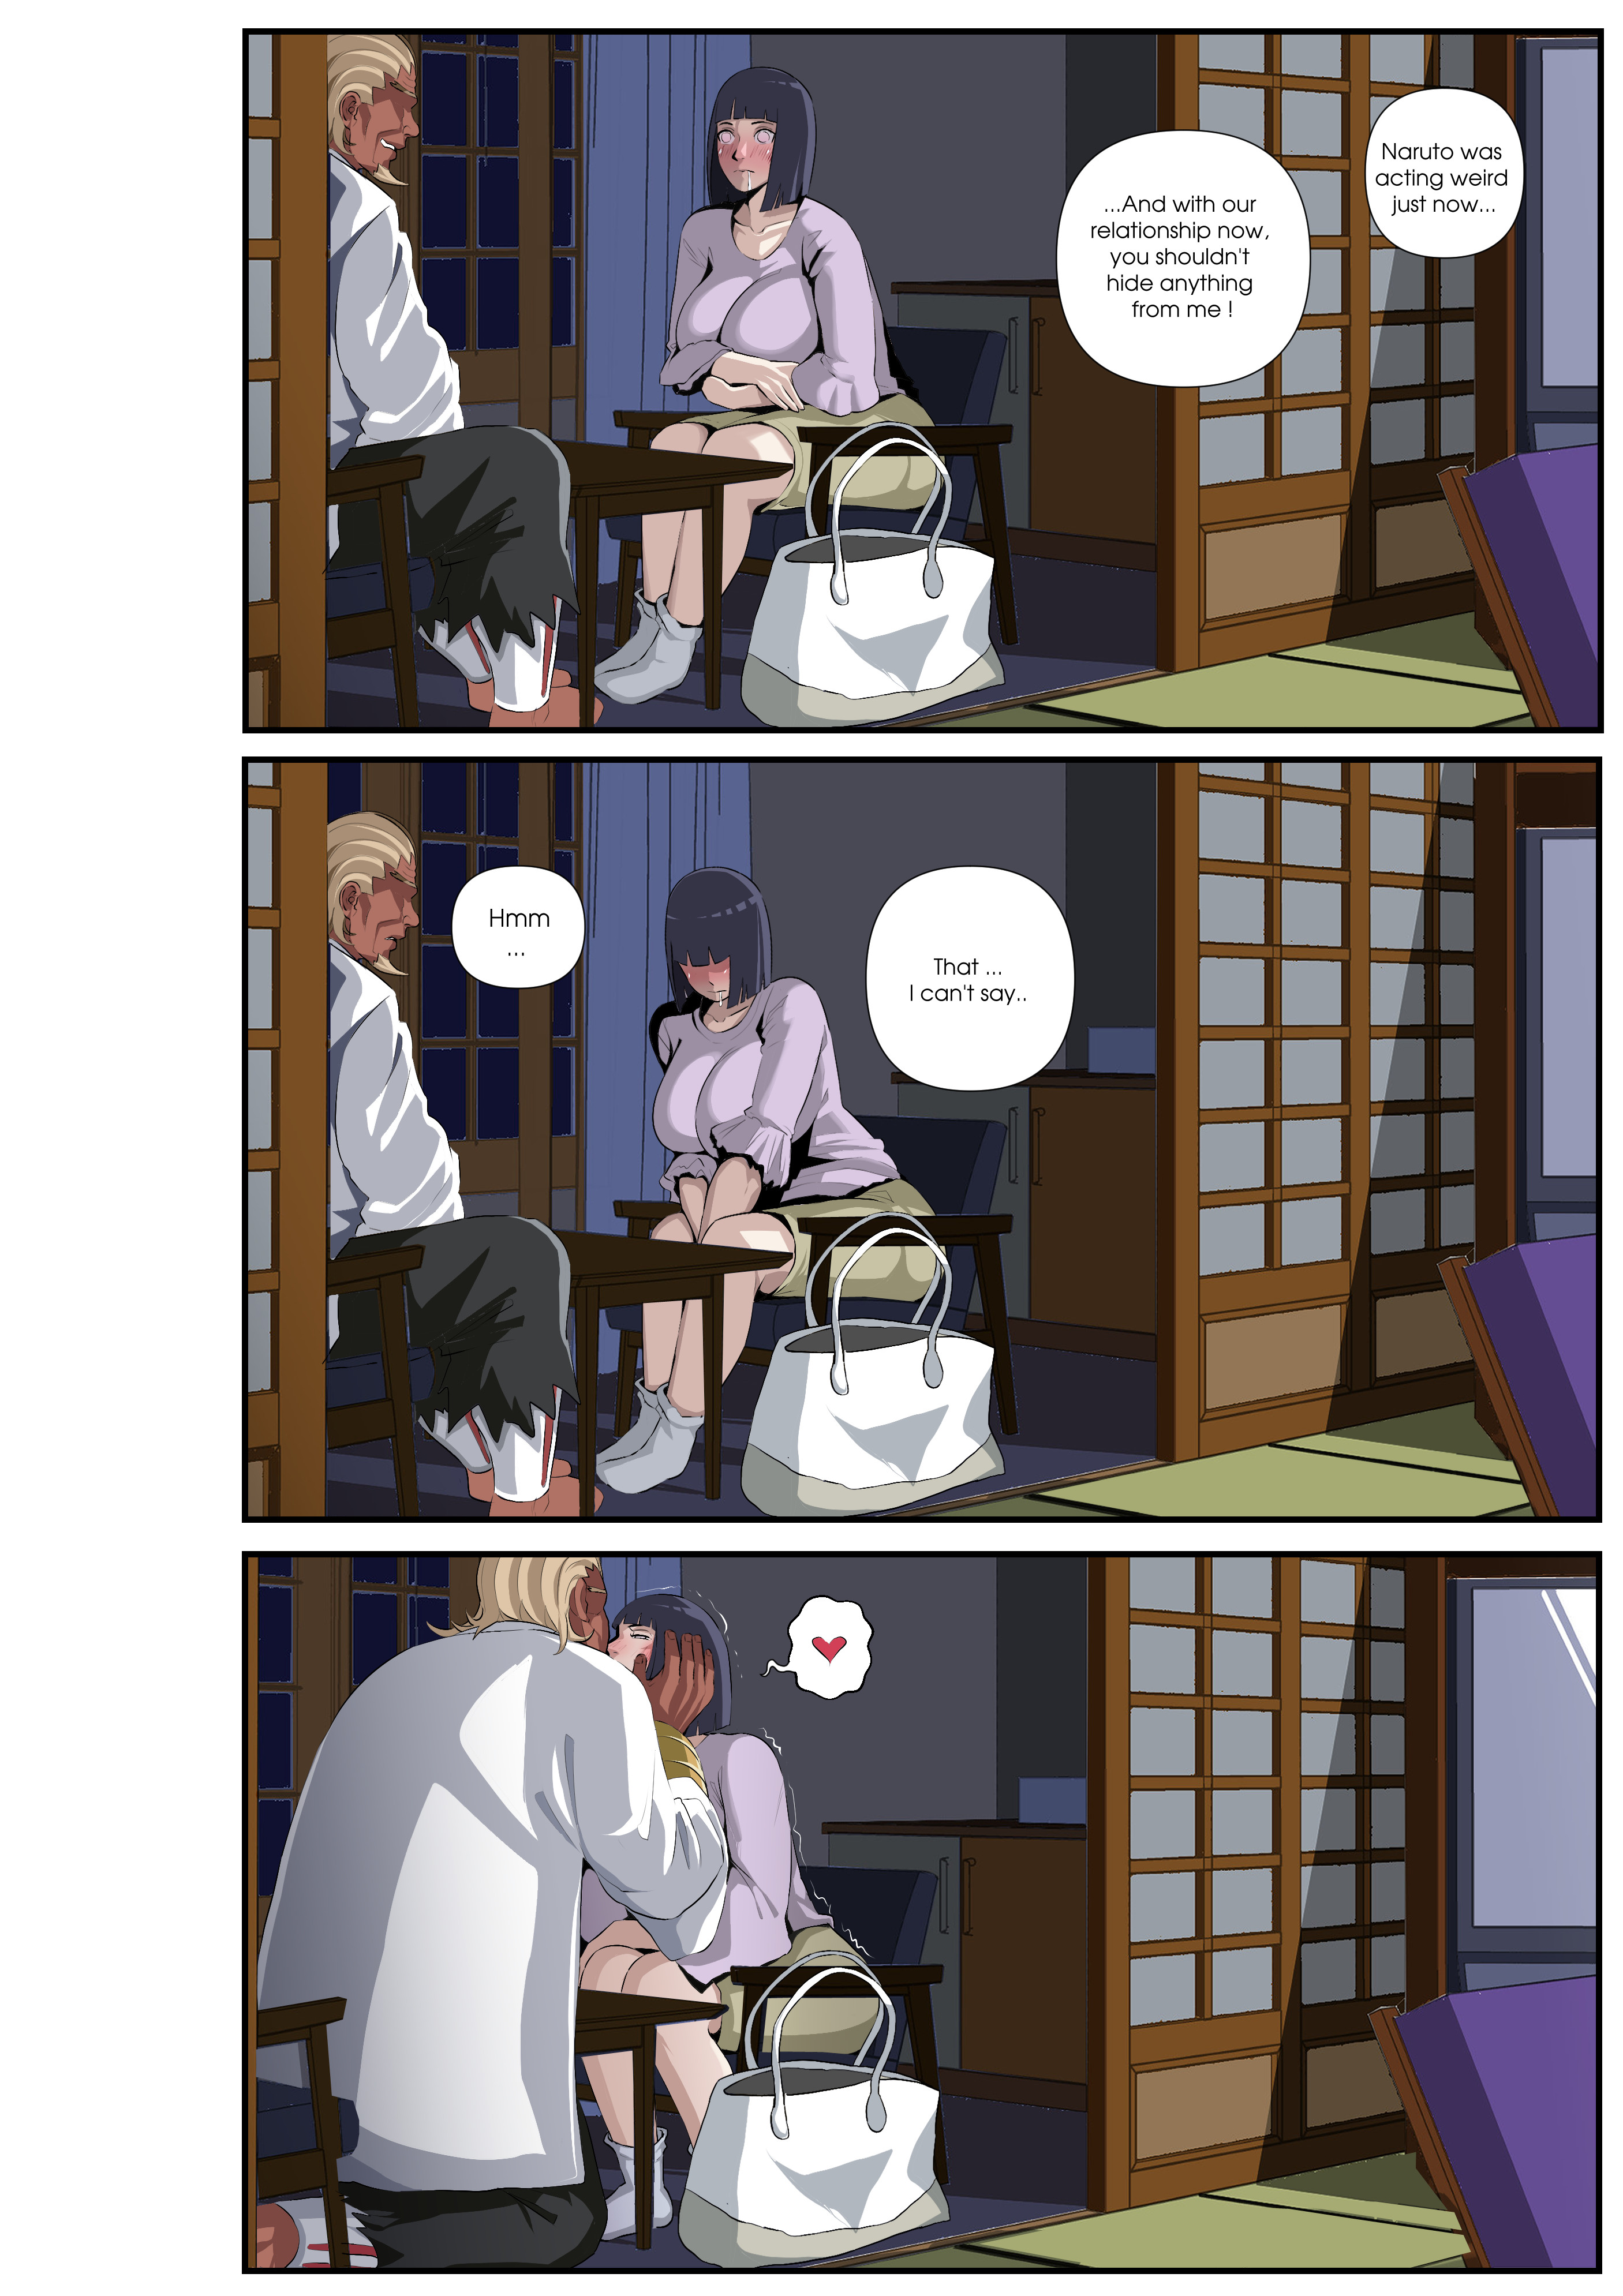 Naruto was
acting weird
just now...
...And with our
relationship now,
you shouldn't
hide anything
from me !
Hmm
...
That ...
I can't say..